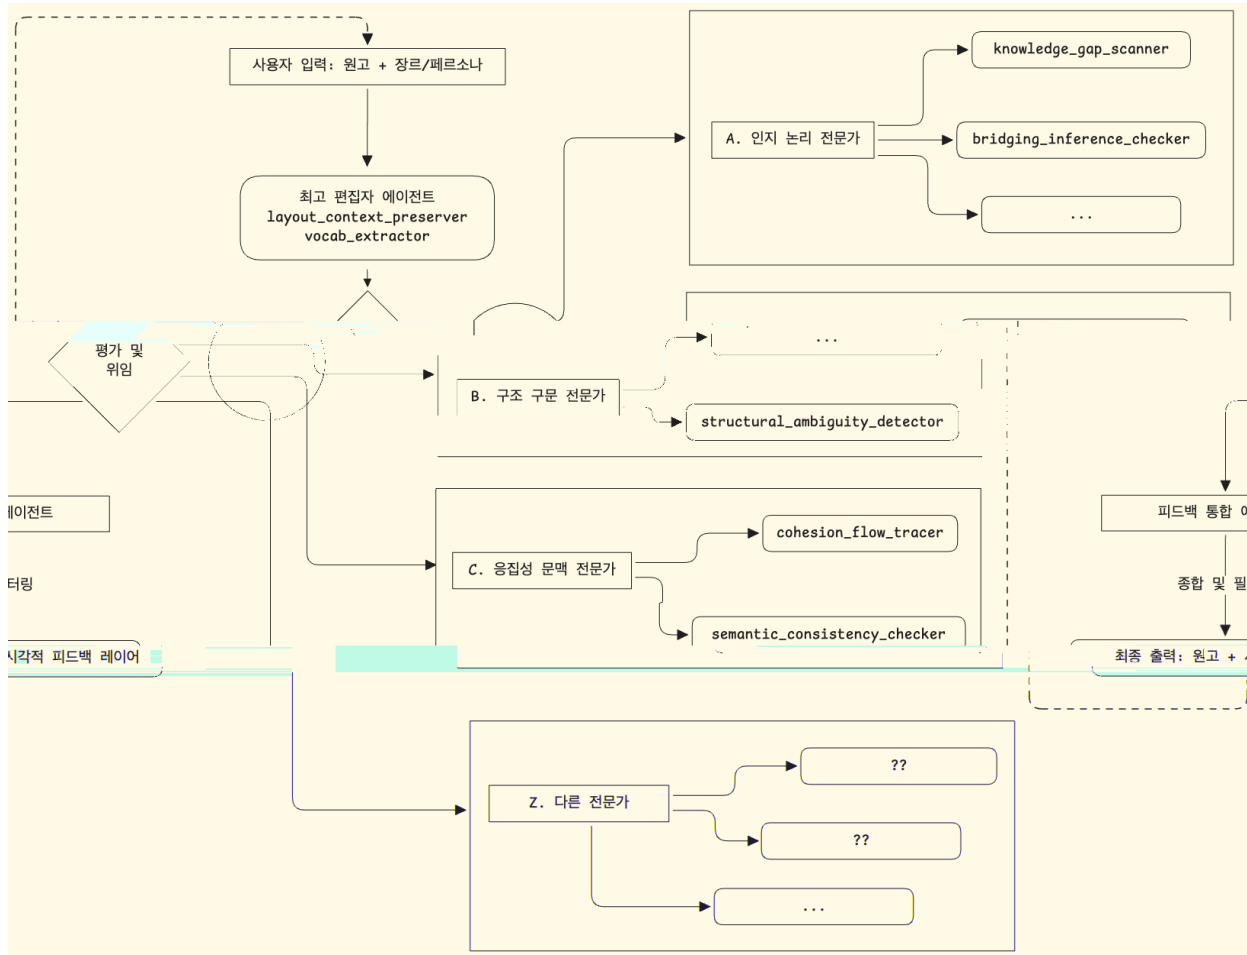 사용자 입력: 원고 + 장르/페르소나
최고 편집자 에이전트
layout_context_preserver
vocab_extractor
knowledge_gap_scanner
A. 인지 논리 전문가
bridging_inference_checker
...
평가 및
위임
...
B. 구조 구문 전문가
structural_ambiguity_detector
에이전트
터링
시각적 피드백 레이어
cohesion_flow_tracer
C. 응집성 문맥 전문가
semantic_consistency_checker
피드백 통합
종합 및 필
최종 출력: 원고 +
??
Z. 다른 전문가
??
...